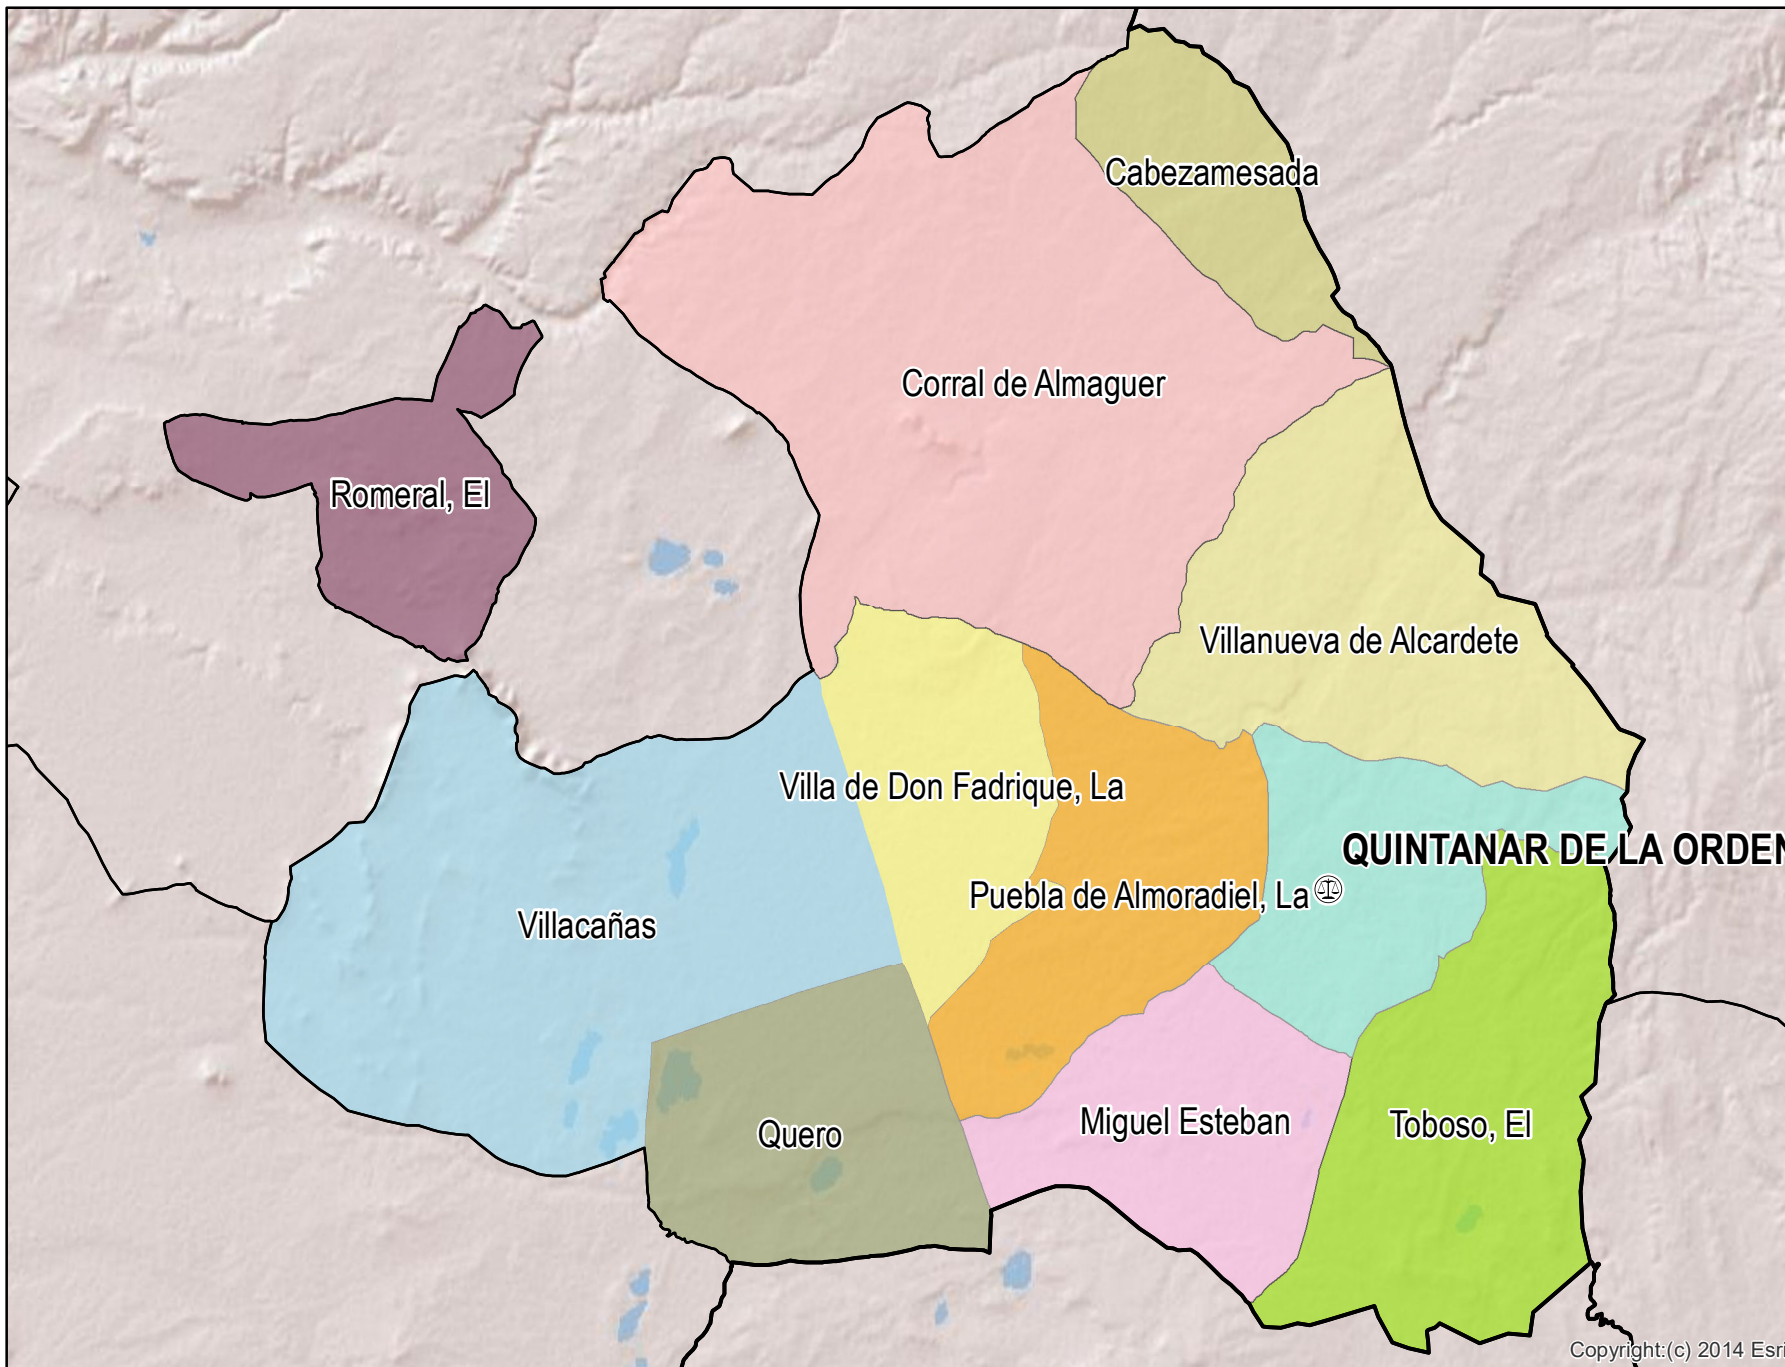 Cabezamesada
Corral de Almaguer
Romeral, El
Villanueva de Alcardete
Villa de Don Fadrique, La
QUINTANAR DE LA ORDEN
Puebla de Almoradiel, La
Villacañas
Quero
Miguel Esteban
Toboso, El
Copyright:(c) 2014 Esri